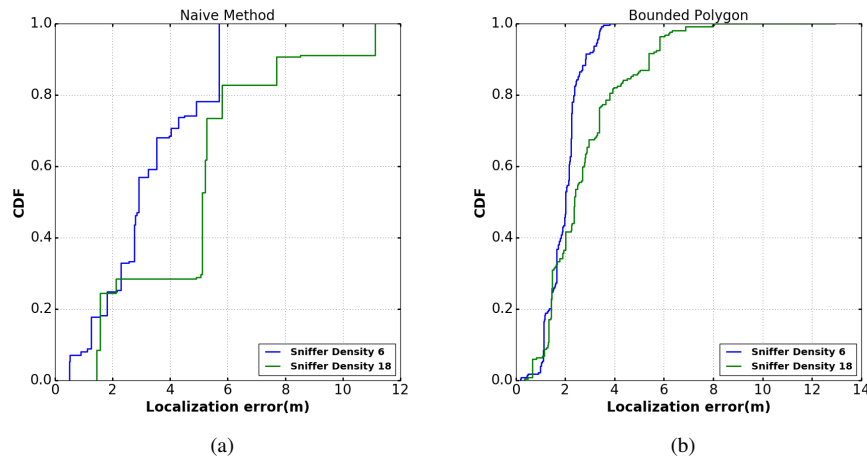 Naive Method
1.0
0.8
0.6
0.4
0.2
0.0
CDF
0 2 4 6 8 10 12
Localization error(m)
Sniffer Density 6
Sniffer Density 18
(a)
Bounded Polygon
1.0
0.8
0.6
0.4
0.2
0.0
CDF
0 2 4 6 8 10 12 14
Localization error(m)
Sniffer Density 6
Sniffer Density 18
(b)